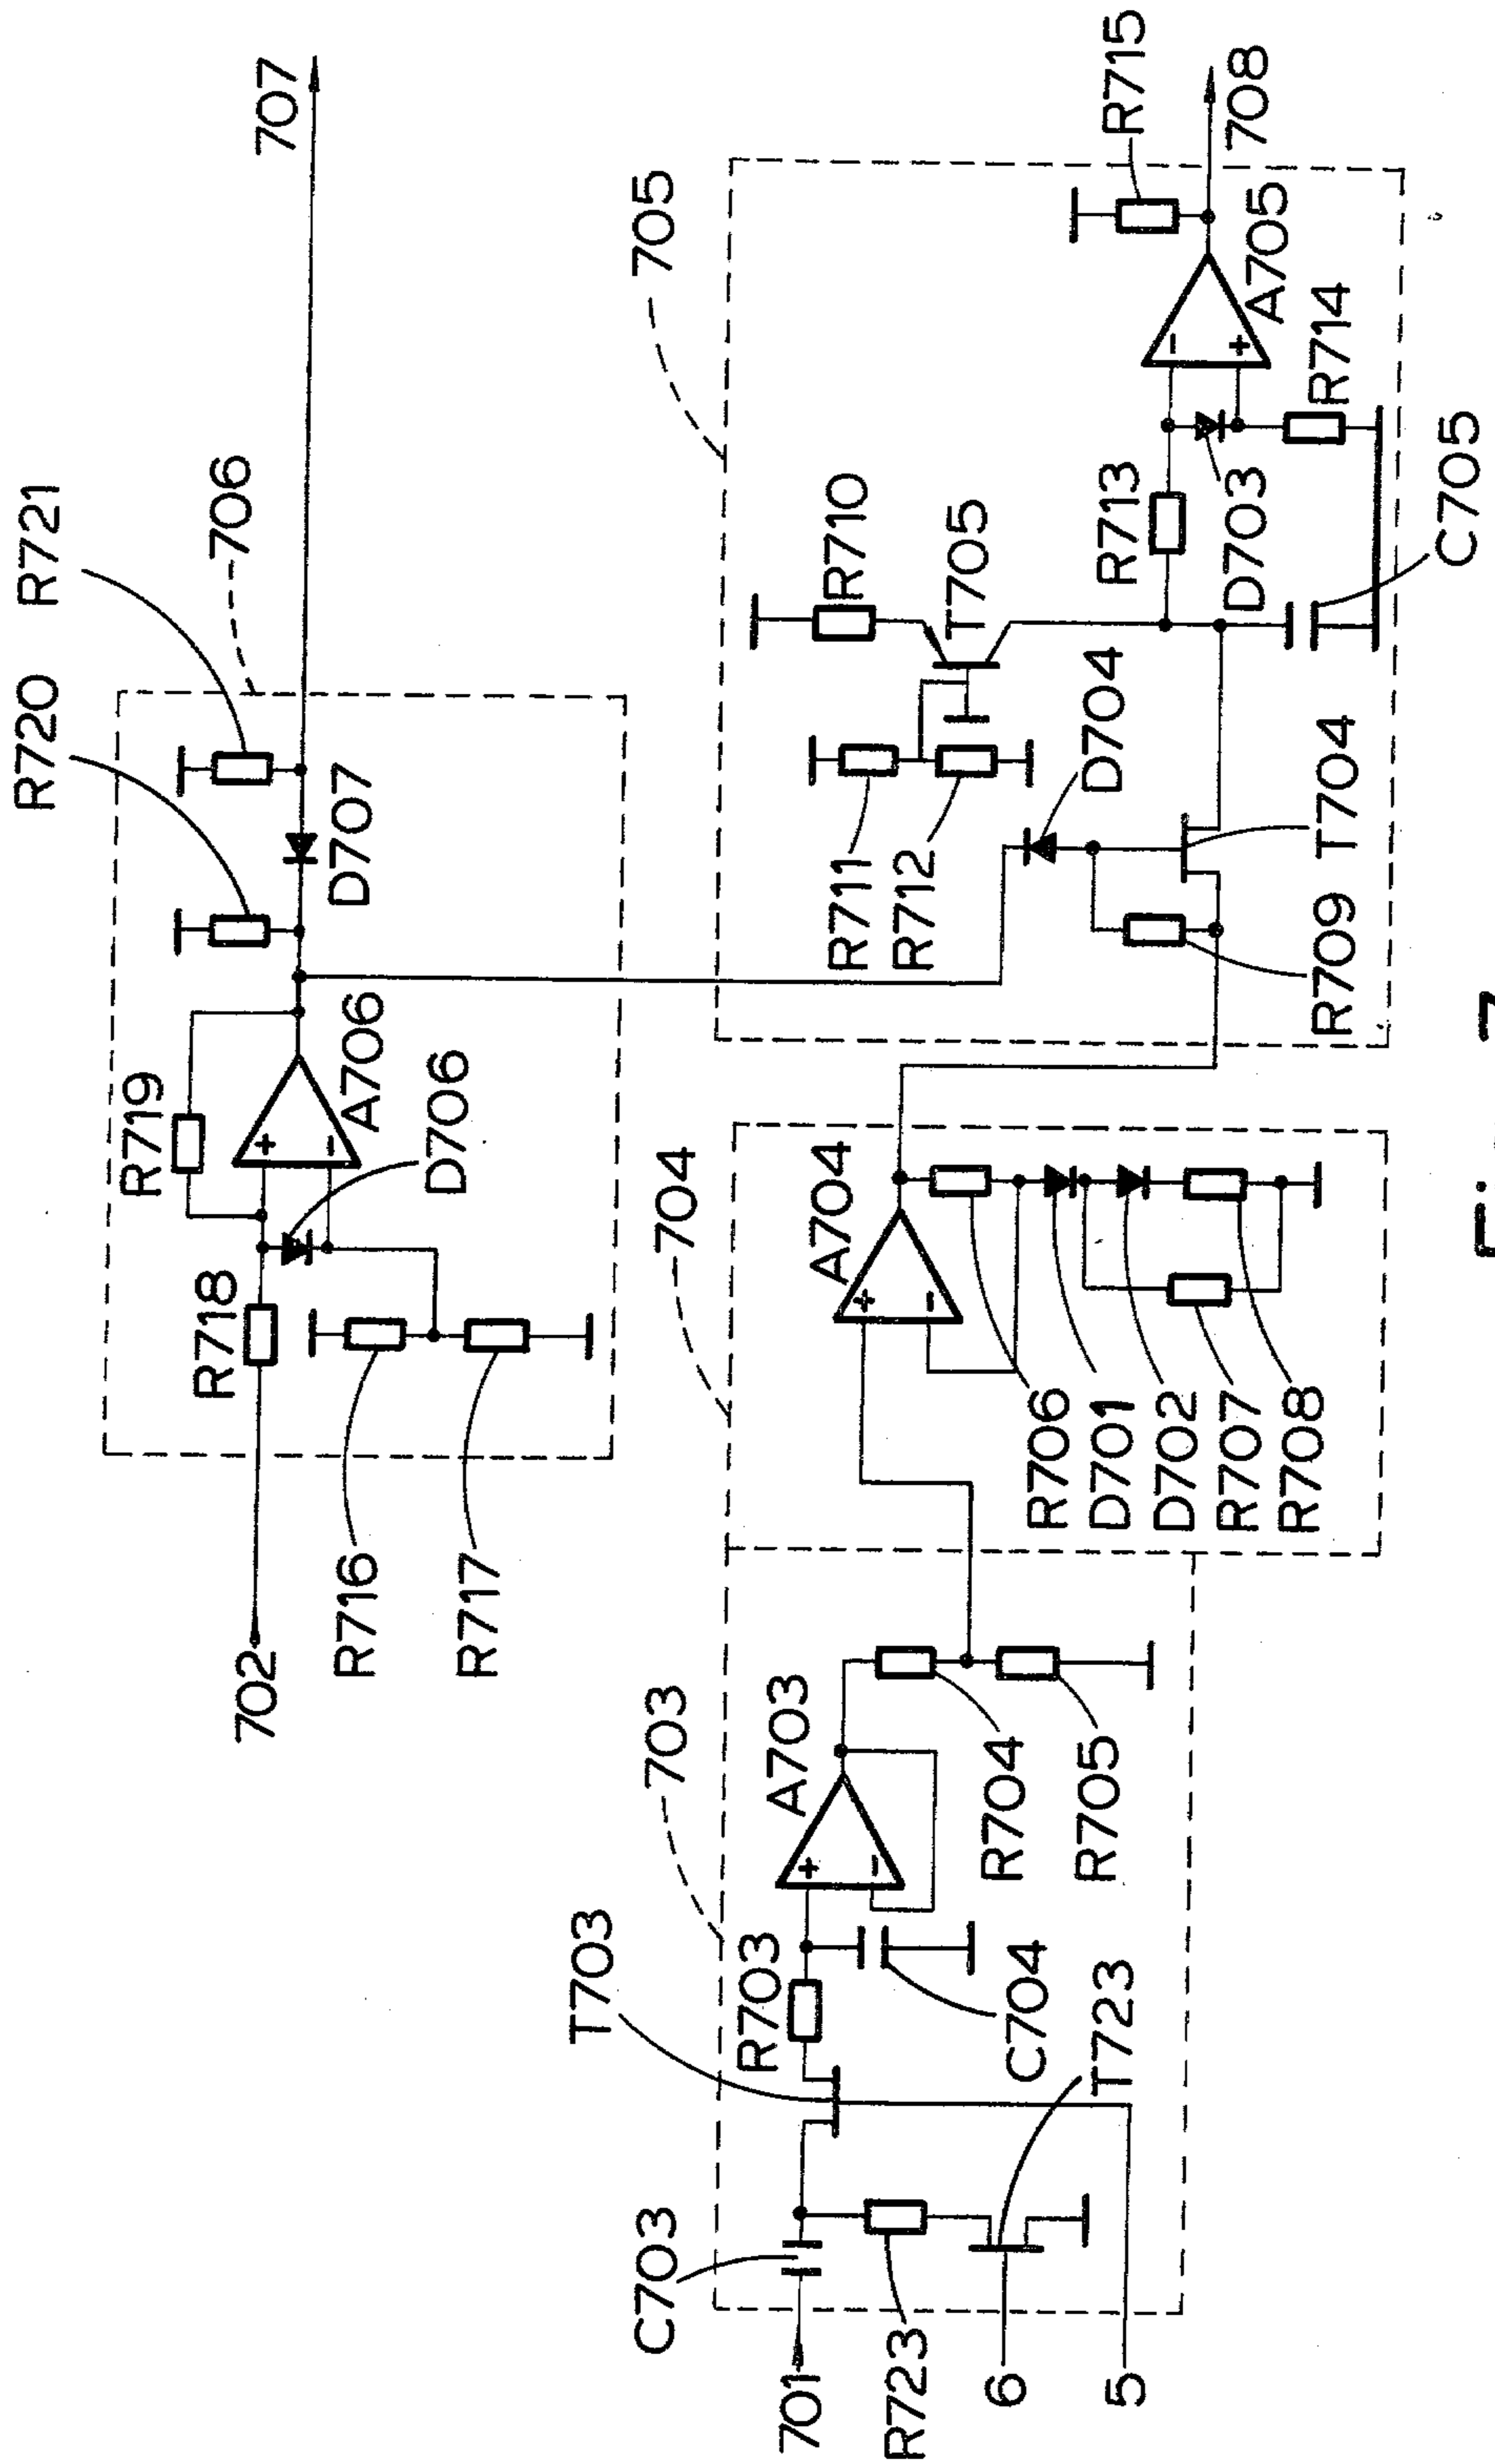 R720 R721
706
707
R719
A706
D706
D707
R718
702
R716
R717
705
R710
R715
T705
R711
R712
D704
R713
D703
A705
708
R714
C705
T704
R709
704
A704
R706
D701
D702
R707
R708
703
T703
A703
R703
C704
R704
R705
T723
C703
701
R723
6
5
+
-
+
-
+
-
-
+